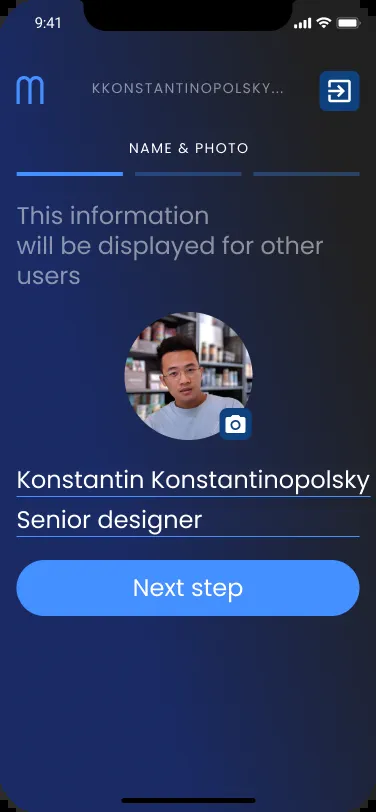 9:41
m
KKONSTANTINOPOLSKY...
NAME & PHOTO
This information
will be displayed for other
users
Konstantin Konstantinopolsky
Senior designer
Next step